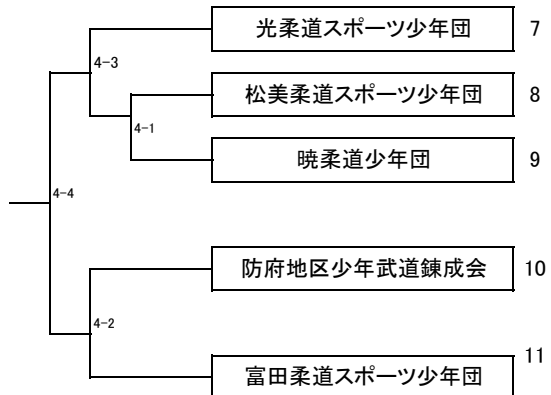 光柔道スポーツ少年団 7
4-3
松美柔道スポーツ少年団 8
4-1
暁柔道少年団 9
4-4
防府地区少年武道錬成会 10
4-2
富田柔道スポーツ少年団 11